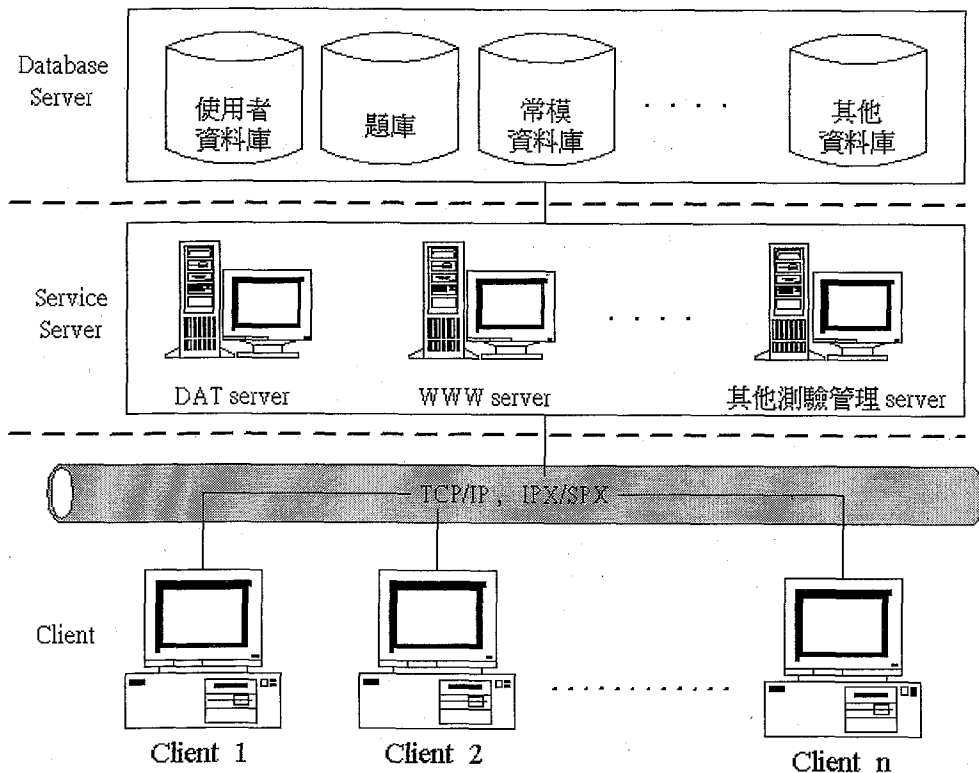 Database
Server
使用者
資料庫
題庫
常模
資料庫
. . . .
其他
資料庫
Service
Server
. . . .
DAT server
WWW server
其他測驗管理 server
TCP/IP , IPX/SPX
Client
Client 1
Client 2
Client n